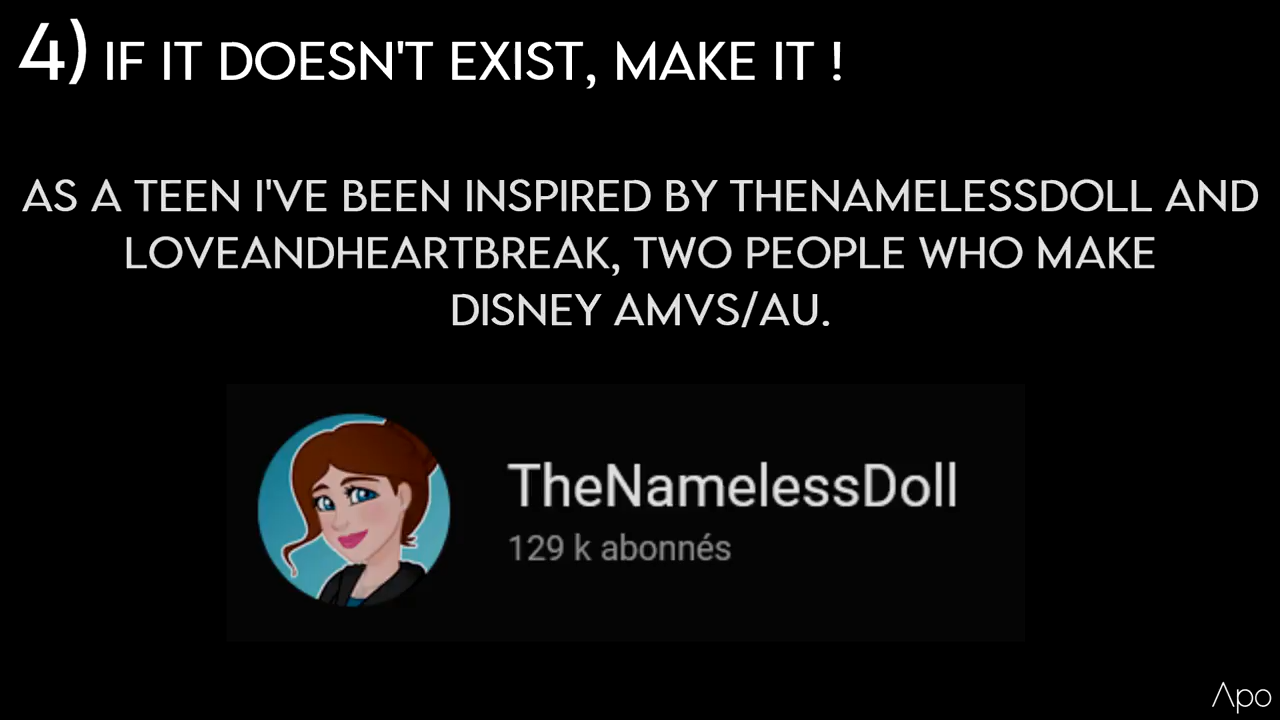 4) IF IT DOESN'T EXIST, MAKE IT !
AS A TEEN I'VE BEEN INSPIRED BY THENAMELESSDOLL AND
LOVEANDHEARTBREAK, TWO PEOPLE WHO MAKE
DISNEY AMVS/AU.
TheNamelessDoll
129 k abonnés
Apo